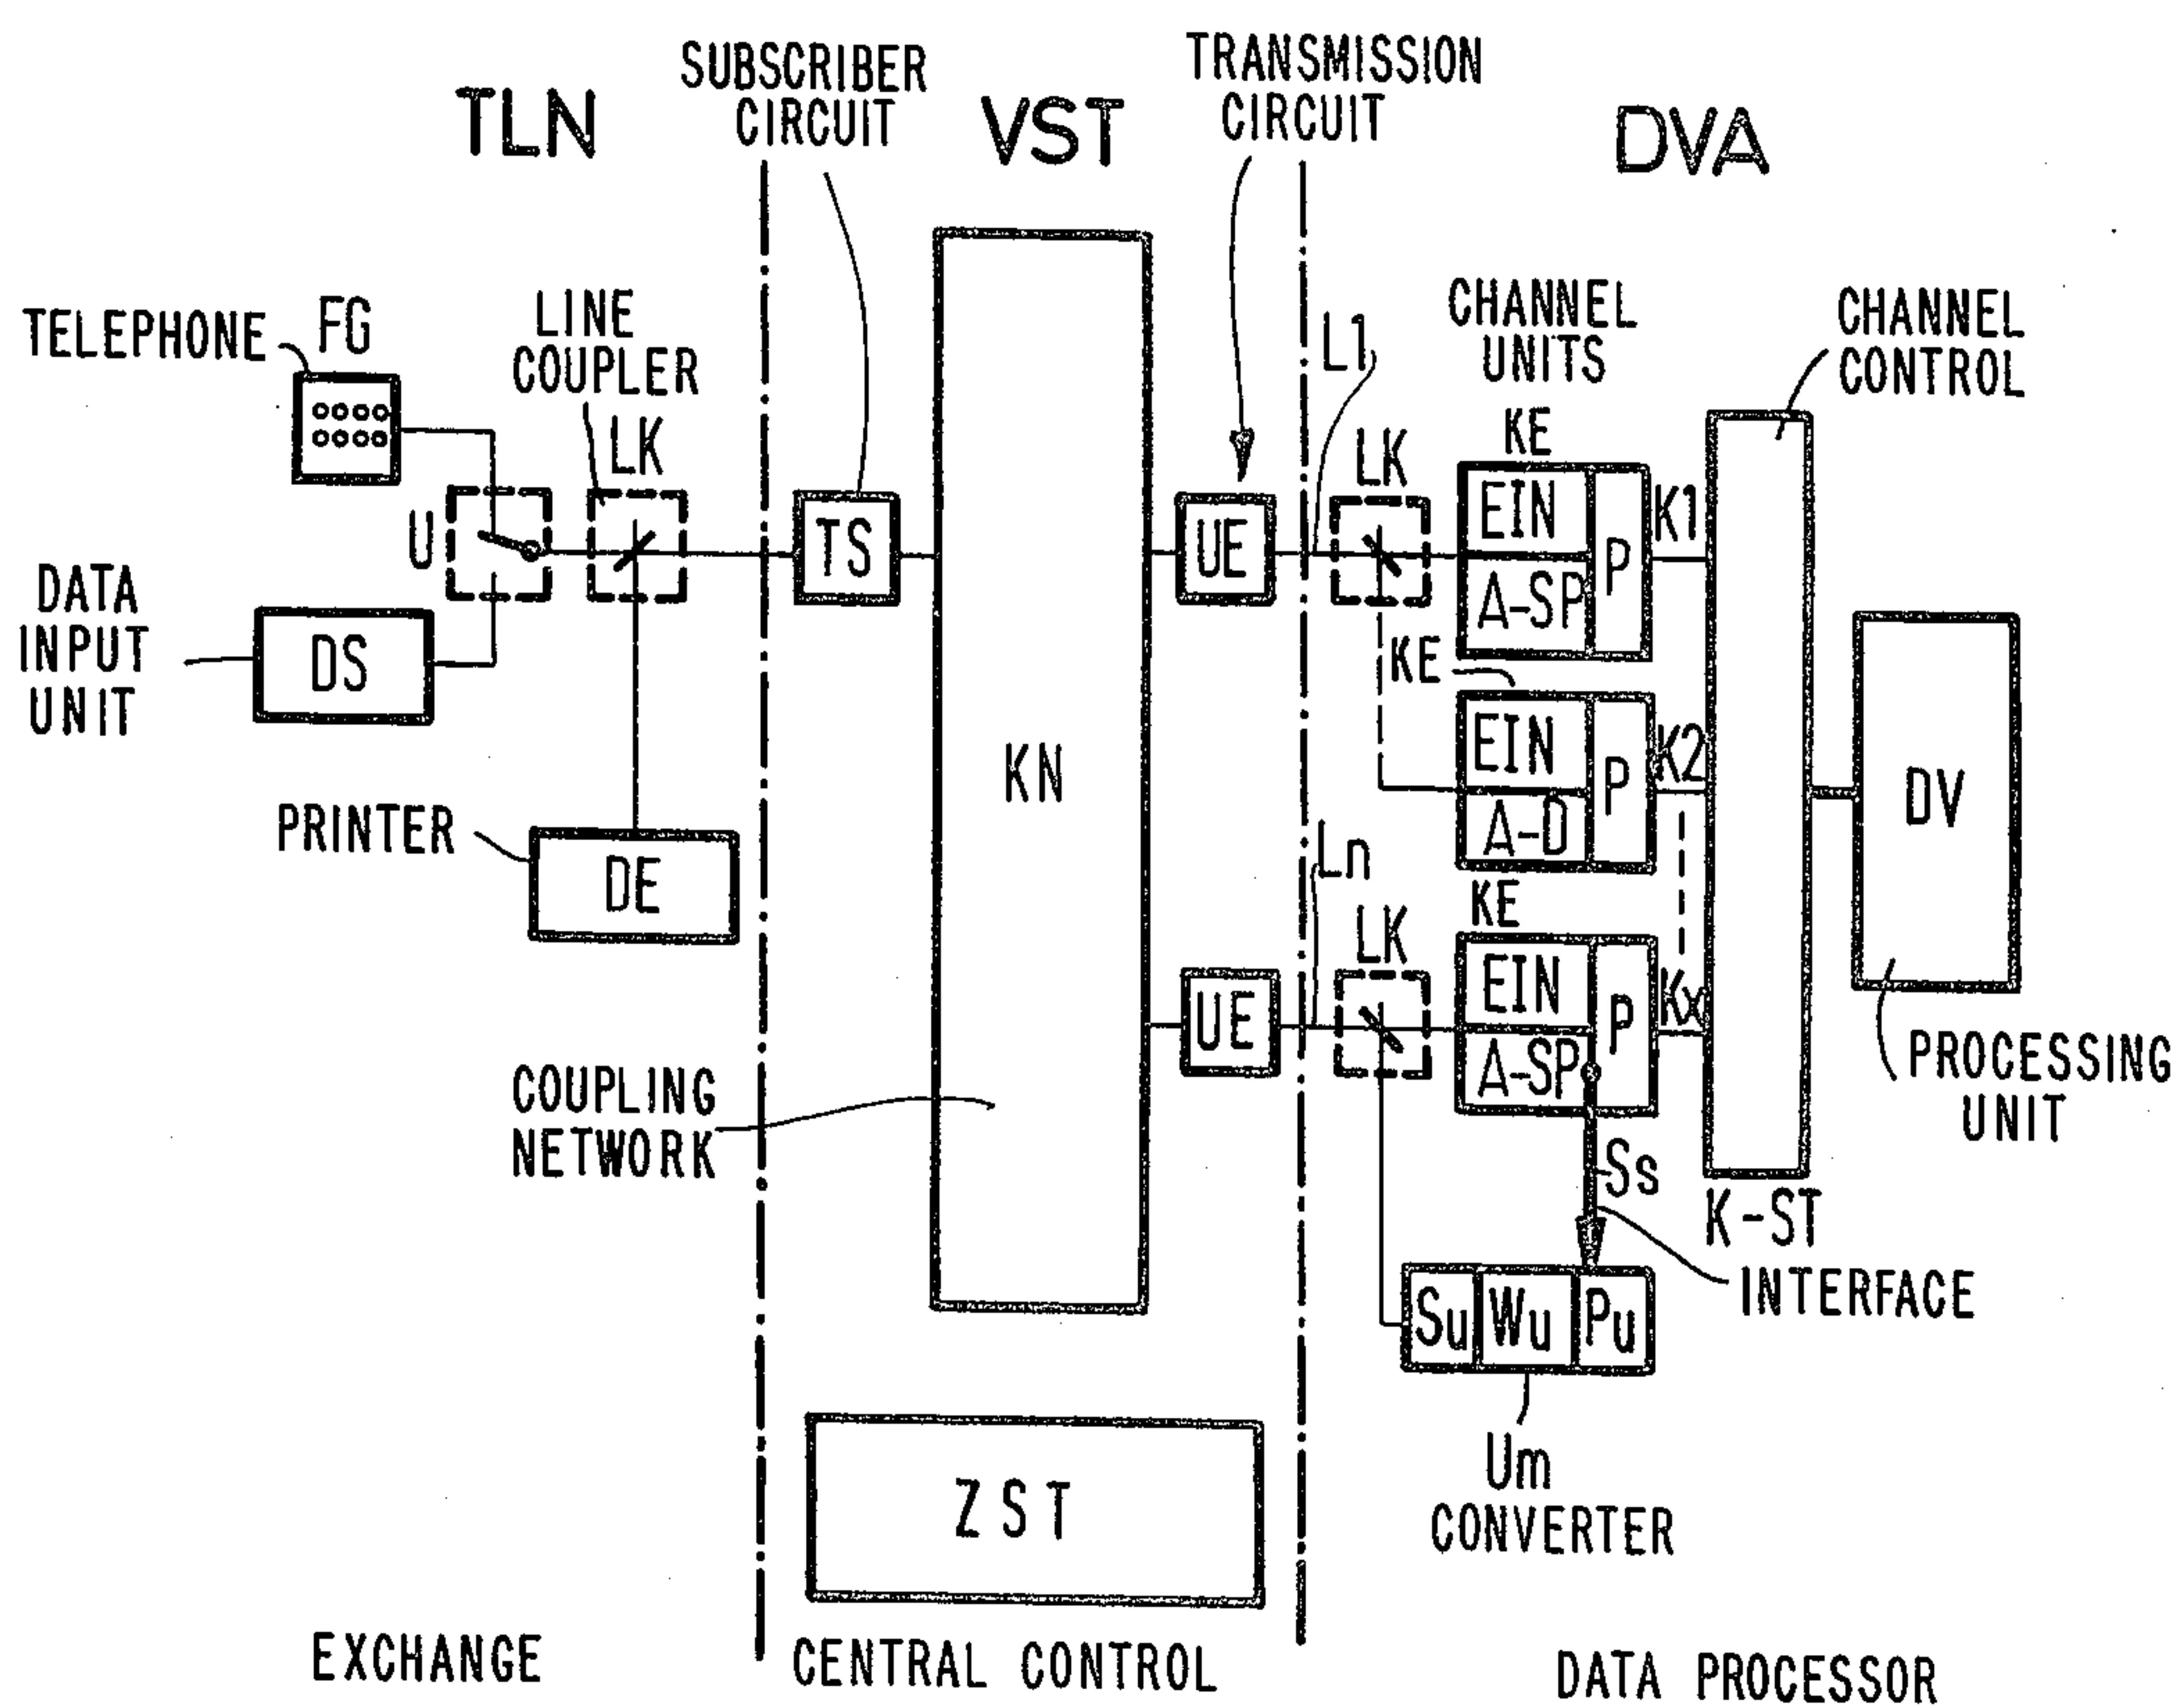 TLN
SUBSCRIBER
CIRCUIT
VST
TRANSMISSION
CIRCUIT
DVA
TELEPHONE
FG
LINE
COUPLER
LK
U
DATA
INPUT
UNIT
DS
PRINTER
DE
TS
KN
COUPLING
NETWORK
UE
L1
LK
CHANNEL
UNITS
KE
EIN
A-SP
P
K1
CHANNEL
CONTROL
KE
EIN
A-D
P
K2
DV
UE
Ln
LK
KE
EIN
A-SP
P
Kx
PROCESSING
UNIT
Ss
K-ST
INTERFACE
Su
Wu
Pu
Um
CONVERTER
ZST
EXCHANGE
CENTRAL CONTROL
DATA PROCESSOR